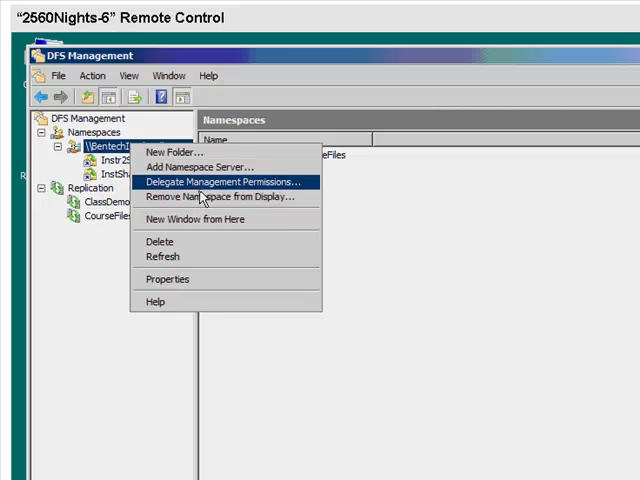 "2560Nights-6" Remote Control
DFS Management
File Action View Window Help
DFS Management
Namespaces
Namespaces
Name
New Folder...
Add Namespace Server...
Delegate Management Permissions...
Remove Namespace from Display...
New Window from Here
Delete
Refresh
Properties
Help
Replication
ClassDemo
CourseFiles